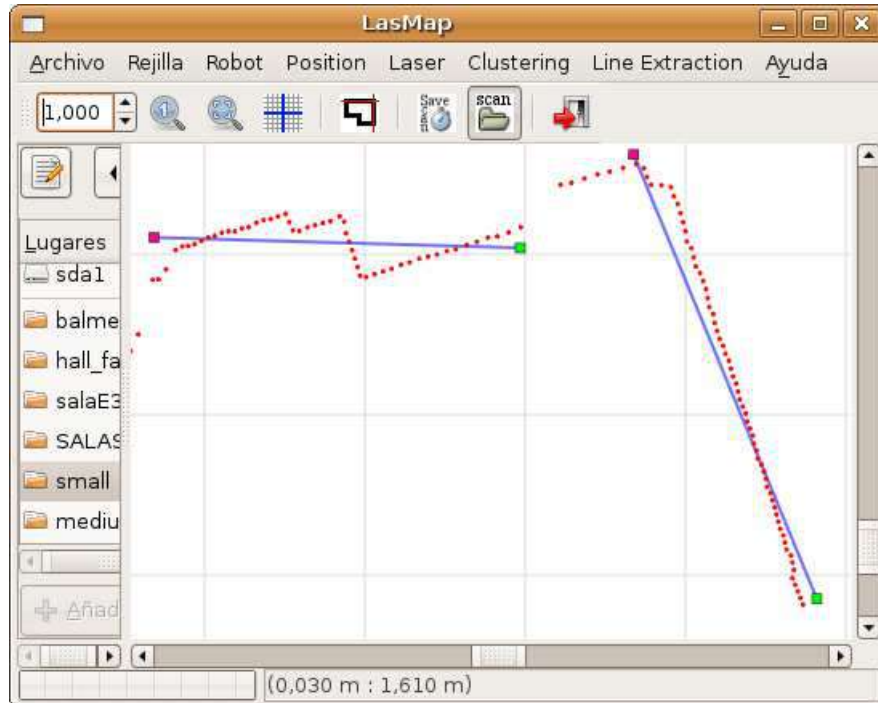 LasMap
Archivo Rejilla Robot Position Laser Clustering Line Extraction Ayuda
1,000
1
Save
scan
Lugares
sda1
balme
hall_fa
salaE3
SALAS
small
mediu
Añad
(0,030 m : 1,610 m)